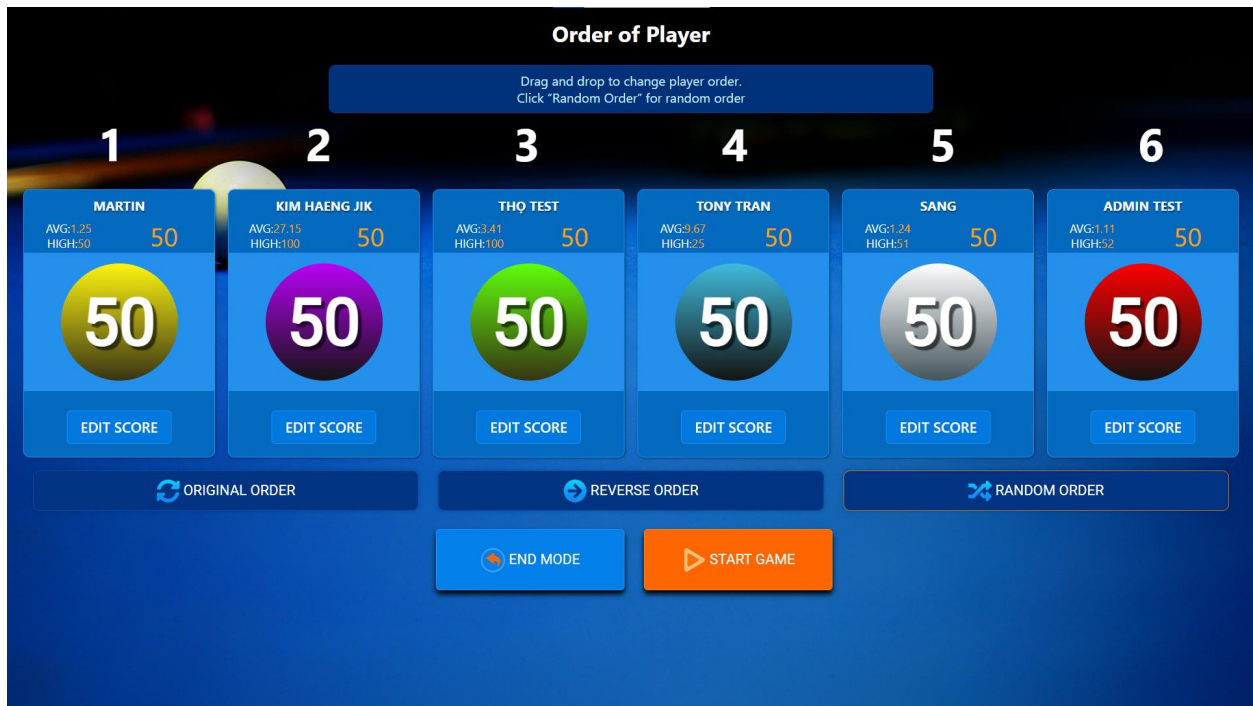 Order of Player
Drag and drop to change player order.
Click "Random Order" for random order
1 2 3 4 5 6
MARTIN
AVG:1.25
HIGH:50
50
50
EDIT SCORE
KIM HAENG JIK
AVG:27.15
HIGH:100
50
50
EDIT SCORE
THỌ TEST
AVG:3.41
HIGH:100
50
50
EDIT SCORE
TONY TRAN
AVG:9.67
HIGH:25
50
50
EDIT SCORE
SANG
AVG:1.24
HIGH:51
50
50
EDIT SCORE
ADMIN TEST
AVG:1.11
HIGH:52
50
50
EDIT SCORE
ORIGINAL ORDER
REVERSE ORDER
RANDOM ORDER
END MODE
START GAME